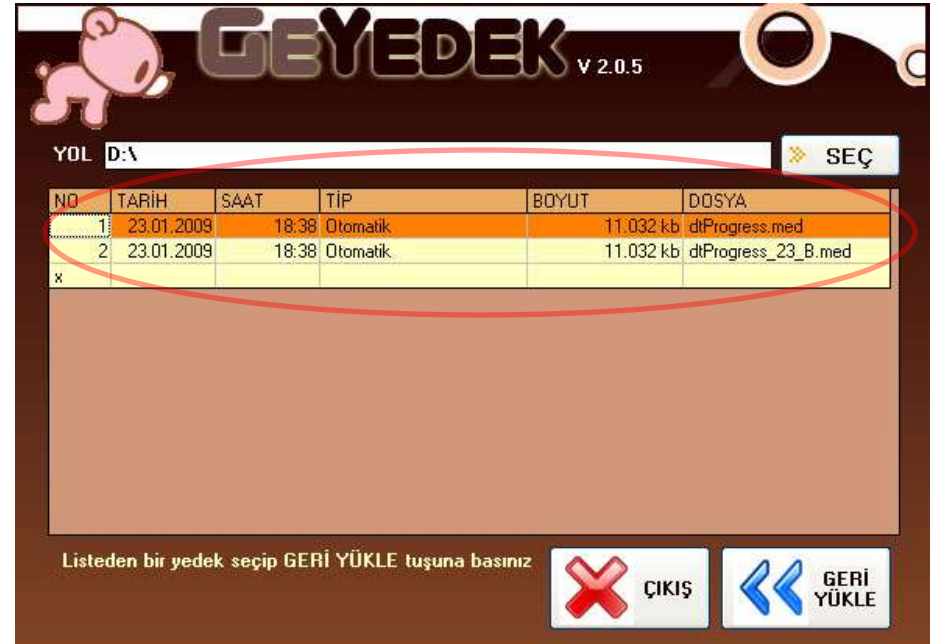 GEYEDEK V 2.0.5
YOL D:\ SEÇ
NO TARİH SAAT TİP BOYUT DOSYA
1 23.01.2009 18:38 Otomatik 11.032 kb dtProgress.med
2 23.01.2009 18:38 Otomatik 11.032 kb dtProgress_23_B.med
x
Listeden bir yedek seçip GERİ YÜKLE tuşuna basınız
ÇIKIŞ
GERİ
YÜKLE